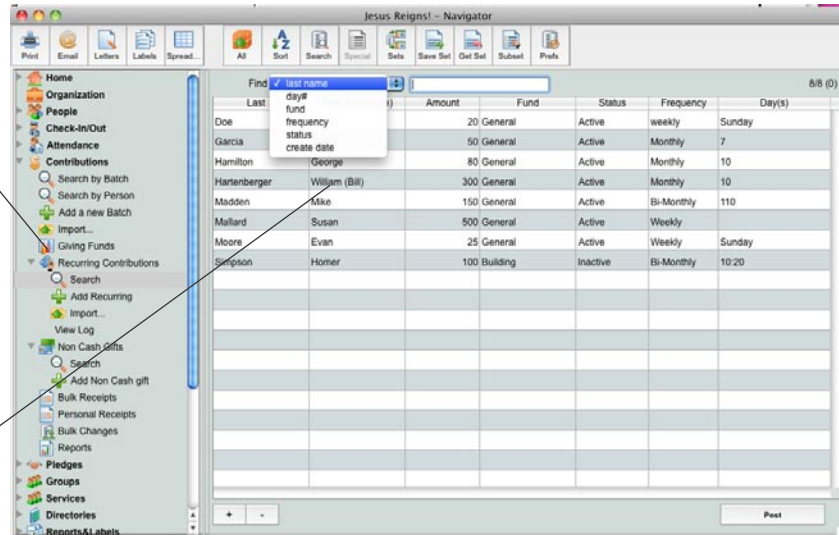 Jesus Reigns! – Navigator
Print Email Letters Labels Spread... All Sort Search Special Sets Save Set Get Set Subset Prefs
Home
Organization
People
Check-In/Out
Attendance
Contributions
Search by Batch
Search by Person
Add a new Batch
Import...
Giving Funds
Recurring Contributions
Search
Add Recurring
Import...
View Log
Non Cash Gifts
Search
Add Non Cash gift
Bulk Receipts
Personal Receipts
Bulk Changes
Reports
Pledges
Groups
Services
Directories
Reports&Labels
Find ✓ last name 8/8 (0)
day#
fund
frequency
status
create date
Last Amount Fund Status Frequency Day(s)
Doe 20 General Active weekly Sunday
Garcia 50 General Active Monthly 7
Hamilton George 80 General Active Monthly 10
Hartenberger William (Bill) 300 General Active Monthly 10
Madden Mike 150 General Active Bi-Monthly 110
Mallard Susan 500 General Active Weekly
Moore Evan 25 General Active Weekly Sunday
Simpson Homer 100 Building Inactive Bi-Monthly 10:20
+ - Post